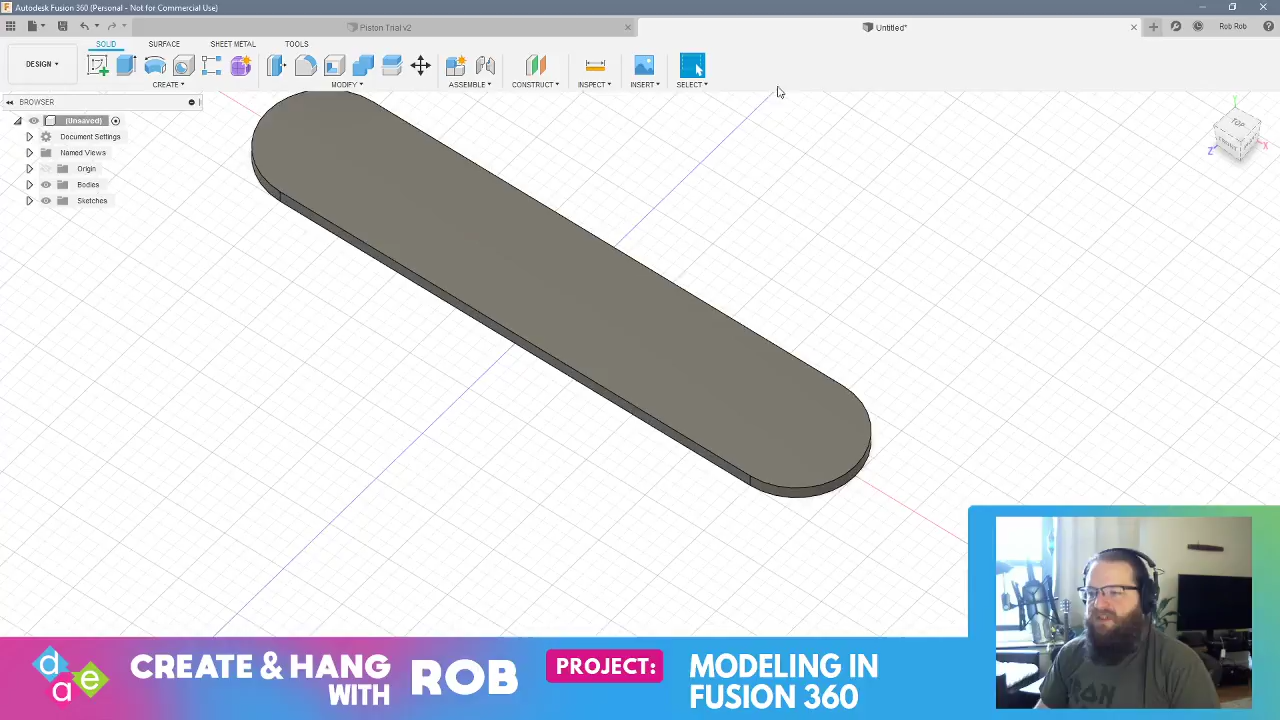 Autodesk Fusion 360 (Personal - Not for Commercial Use)
Piston Trial v2
Untitled*
Rob Rob
SOLID
SURFACE
SHEET METAL
TOOLS
DESIGN
CREATE
MODIFY
ASSEMBLE
CONSTRUCT
INSPECT
INSERT
SELECT
BROWSER
(Unsaved)
Document Settings
Named Views
Origin
Bodies
Sketches
Y
TOP
FRONT
Z
X
dae
CREATE & HANG
WITH
ROB
PROJECT:
MODELING IN
FUSION 360